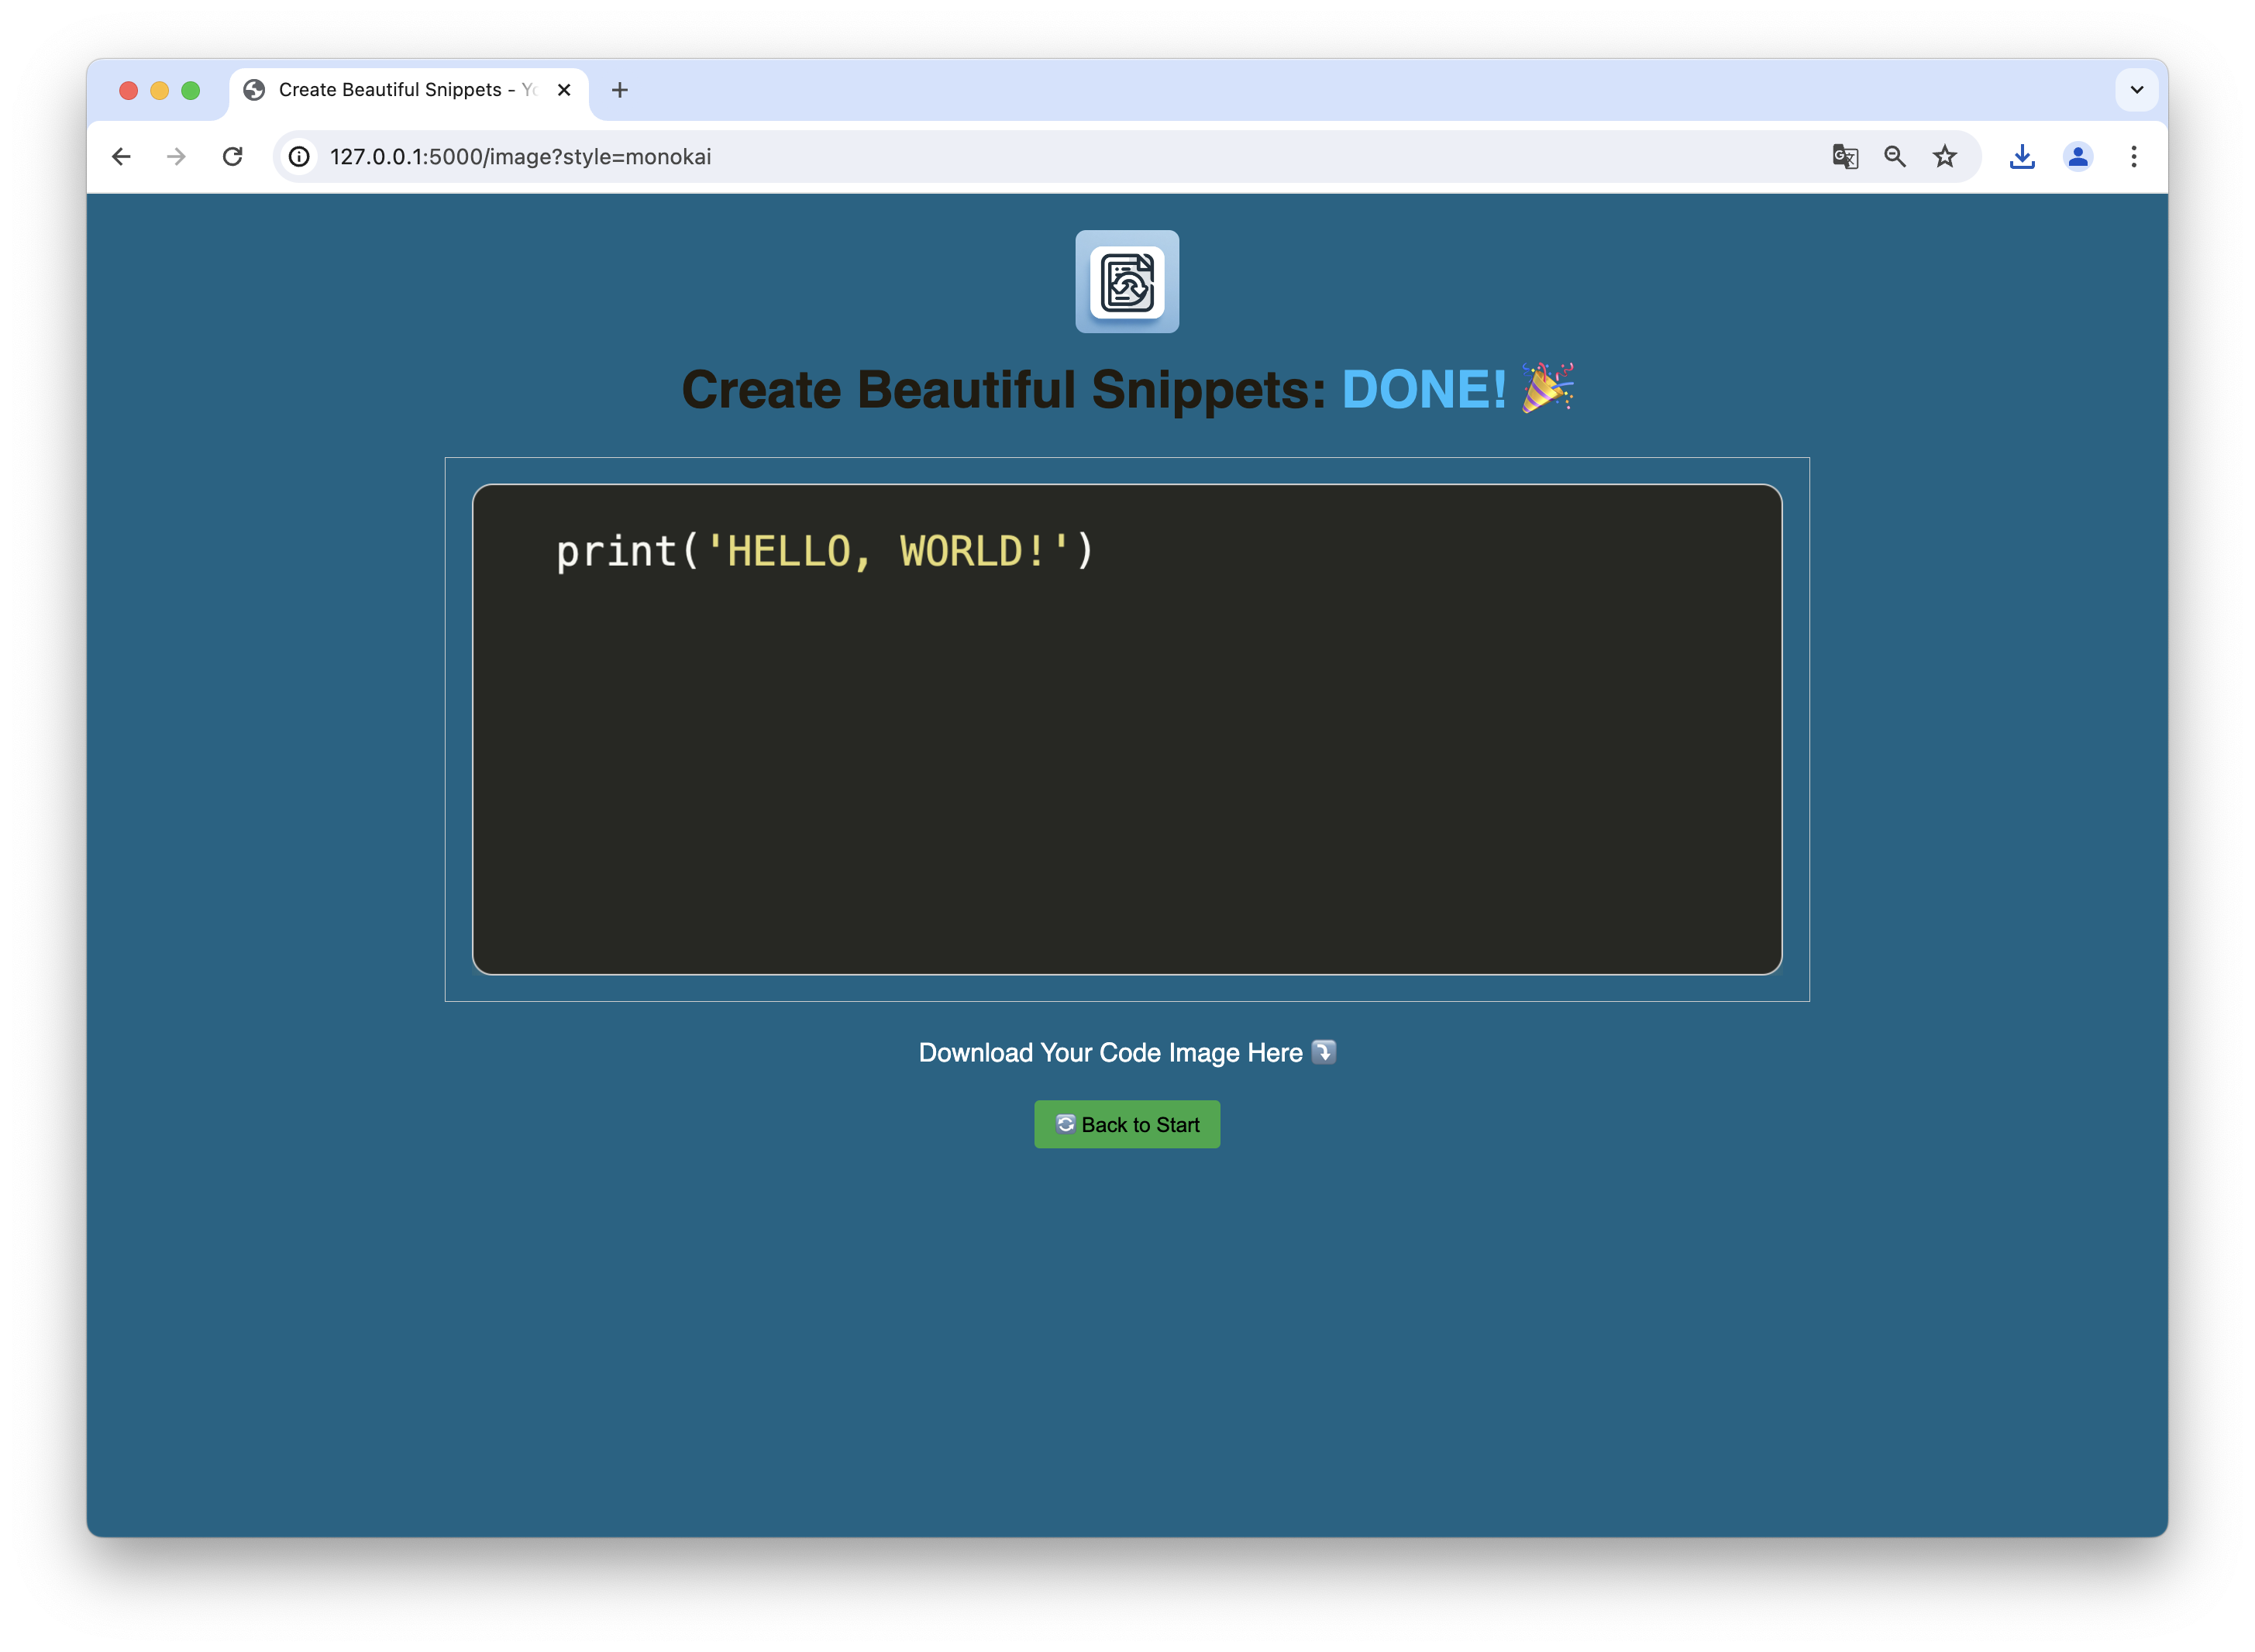 Create Beautiful Snippets - Yo
127.0.0.1:5000/image?style=monokai
Create Beautiful Snippets: DONE! 🎉
print('HELLO, WORLD!')
Download Your Code Image Here ⤵️
🔄 Back to Start